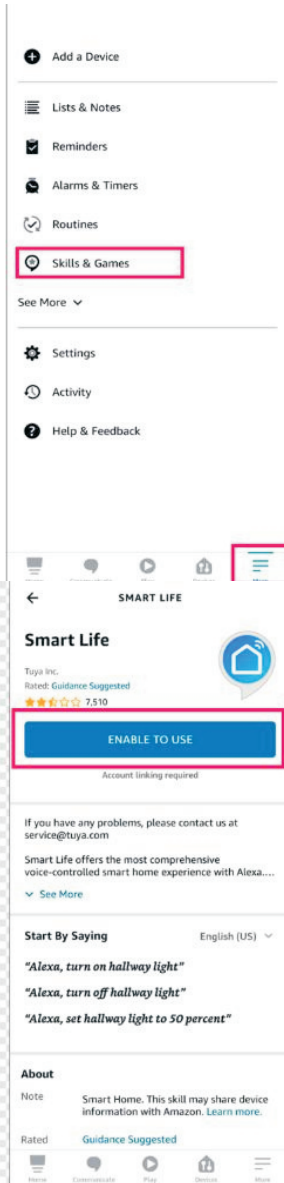 Add a Device
Lists & Notes
Reminders
Alarms & Timers
Routines
Skills & Games
See More
Settings
Activity
Help & Feedback
SMART LIFE
Smart Life
Tuya Inc.
Rated: Guidance Suggested
7,510
ENABLE TO USE
Account linking required
If you have any problems, please contact us at
service@tuya.com
Smart Life offers the most comprehensive
voice-controlled smart home experience with Alexa....
See More
Start By Saying English (US)
"Alexa, turn on hallway light"
"Alexa, turn off hallway light"
"Alexa, set hallway light to 50 percent"
About
Note Smart Home. This skill may share device
information with Amazon. Learn more.
Rated Guidance Suggested
Home Communicate Play Devices More